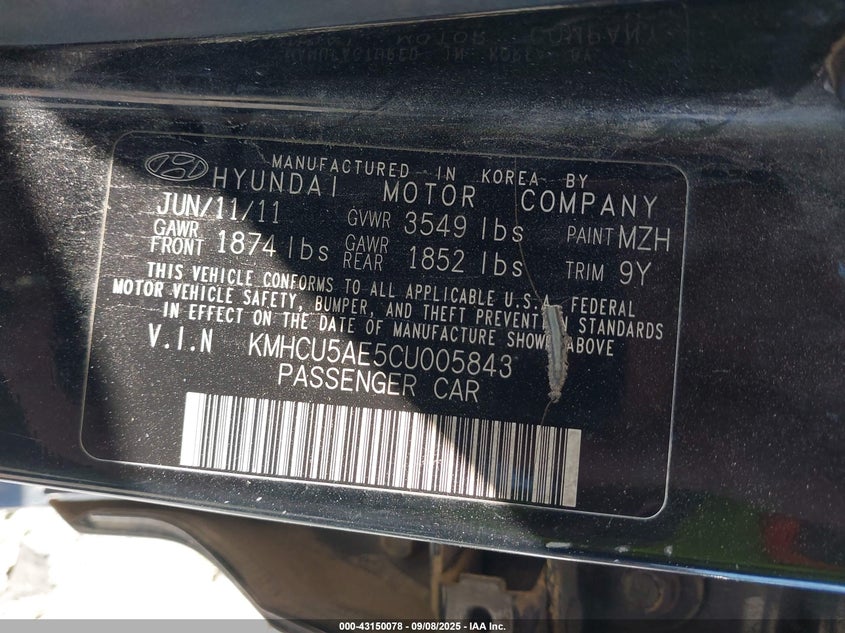 MANUFACTURED IN KOREA BY
HYUNDAI MOTOR COMPANY
JUN/11/11 GVWR 3549 lbs PAINT MZH
GAWR FRONT 1874 lbs GAWR REAR 1852 lbs TRIM 9Y
THIS VEHICLE CONFORMS TO ALL APPLICABLE U.S.A. FEDERAL
MOTOR VEHICLE SAFETY, BUMPER, AND THEFT PREVENTION STANDARDS
IN EFFECT ON THE DATE OF MANUFACTURE SHOWN ABOVE
V.I.N KMHCU5AE5CU005843
PASSENGER CAR
000-43150078 - 09/08/2025 - IAA Inc.